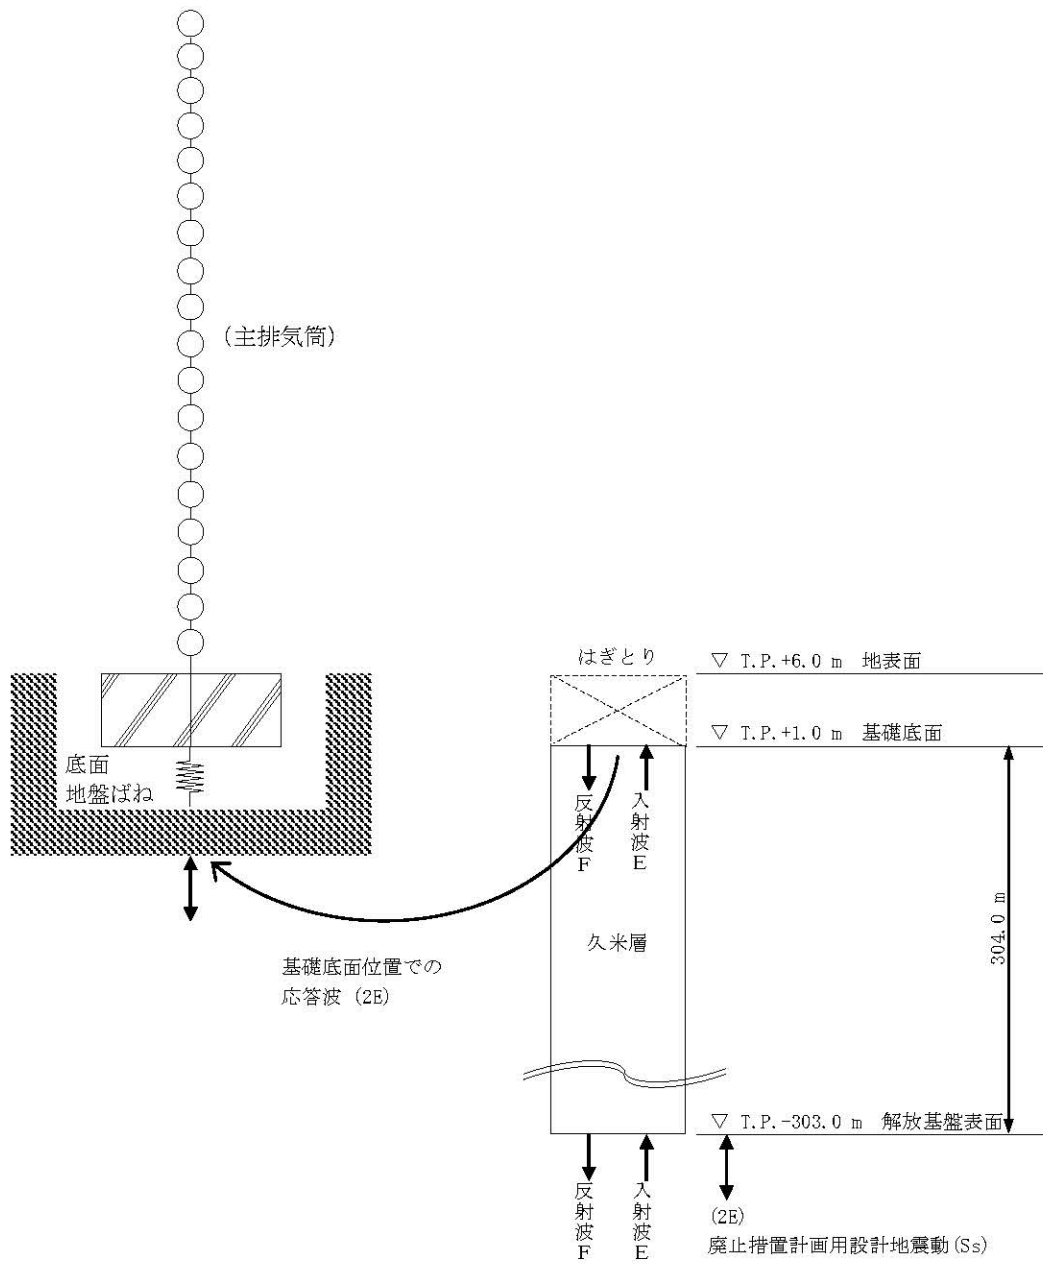 (主排気筒)
はぎとり
▽ T.P.+6.0 m 地表面
▽ T.P.+1.0 m 基礎底面
底面
地盤ばね
反射波F
入射波E
久米層
304.0 m
基礎底面位置での
応答波 (2E)
▽ T.P.-303.0 m 解放基盤表面
反射波F
入射波E
(2E)
廃止措置計画用設計地震動(Ss)